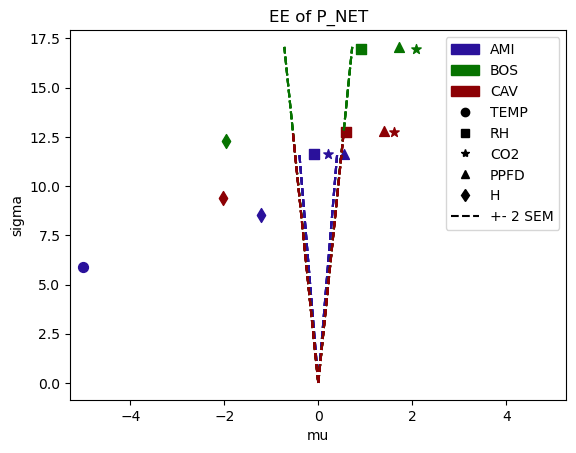 EE of P_NET
17.5
15.0
12.5
10.0
7.5
5.0
2.5
0.0
sigma
−4
−2
0
2
4
mu
AMI
BOS
CAV
TEMP
RH
CO2
PPFD
H
+- 2 SEM